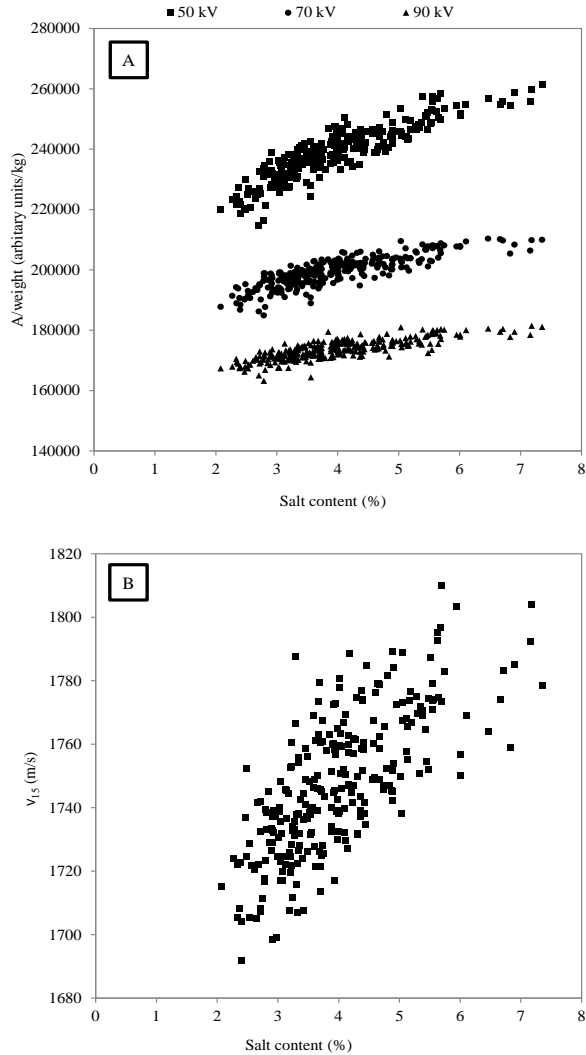 50 kV 70 kV 90 kV
280000
A
260000
240000
220000
200000
180000
160000
140000
0 1 2 3 4 5 6 7 8
A/weight (arbitary units/kg)
Salt content (%)
1820
B
1800
1780
1760
1740
1720
1700
1680
0 1 2 3 4 5 6 7 8
v15 (m/s)
Salt content (%)